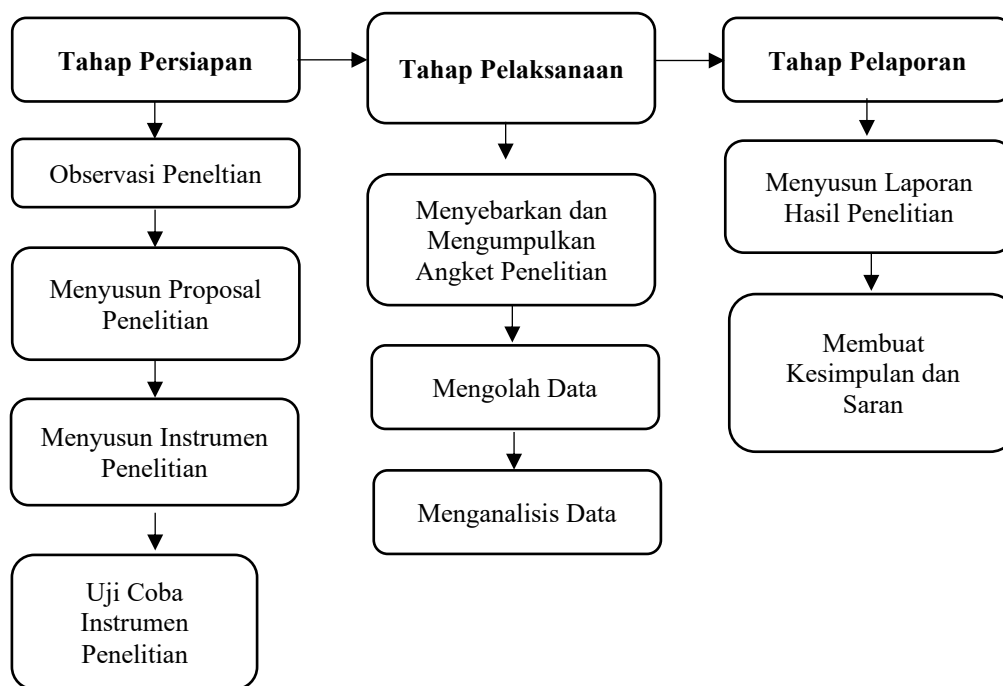 Tahap Persiapan
Tahap Pelaksanaan
Tahap Pelaporan
Observasi Peneltian
Menyusun Proposal
Penelitian
Menyusun Instrumen
Penelitian
Uji Coba
Instrumen
Penelitian
Menyebarkan dan
Mengumpulkan
Angket Penelitian
Mengolah Data
Menganalisis Data
Menyusun Laporan
Hasil Penelitian
Membuat
Kesimpulan dan
Saran